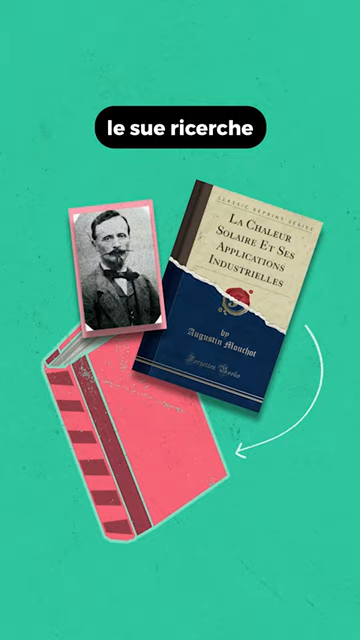 le sue ricerche
CLASSIC REPRINT SERIES
LA CHALEUR
SOLAIRE ET SES
APPLICATIONS
INDUSTRIELLES
by
Augustin Mouchot
Forgotten Books